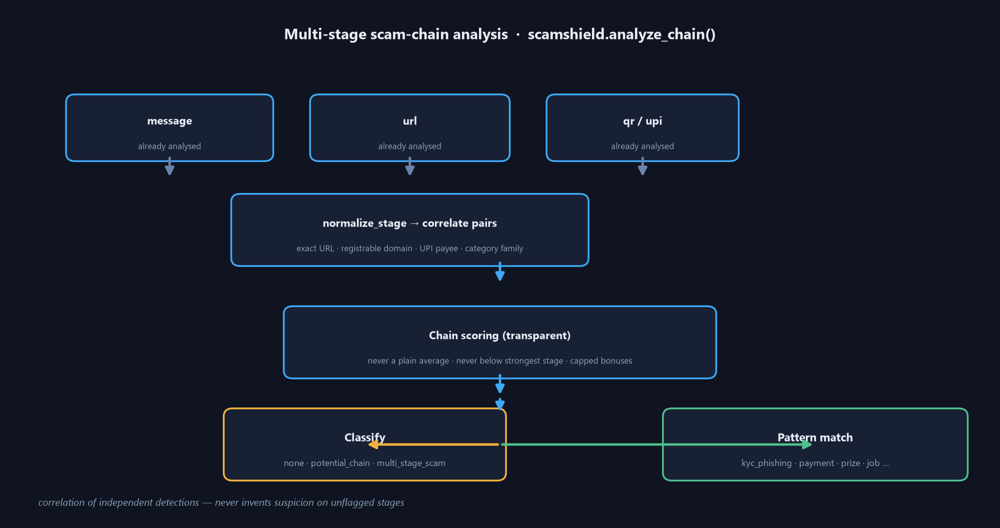 Multi-stage scam-chain analysis · scamshield.analyze_chain()
message
already analysed
url
already analysed
qr / upi
already analysed
normalize_stage → correlate pairs
exact URL · registrable domain · UPI payee · category family
Chain scoring (transparent)
never a plain average · never below strongest stage · capped bonuses
Classify
none · potential_chain · multi_stage_scam
Pattern match
kyc_phishing · payment · prize · job ...
correlation of independent detections — never invents suspicion on unflagged stages